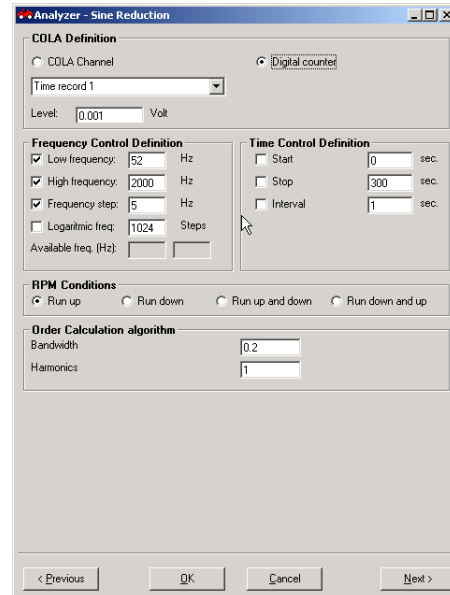 Analyzer - Sine Reduction
COLA Definition
COLA Channel
Digital counter
Time record 1
Level: 0.001 Volt
Frequency Control Definition
Low frequency: 52 Hz
High frequency: 2000 Hz
Frequency step: 5 Hz
Logaritmic freq: 1024 Steps
Available freq. (Hz):
Time Control Definition
Start 0 sec.
Stop 300 sec.
Interval 1 sec.
RPM Conditions
Run up Run down Run up and down Run down and up
Order Calculation algorithm
Bandwidth 0.2
Harmonics 1
< Previous OK Cancel Next >